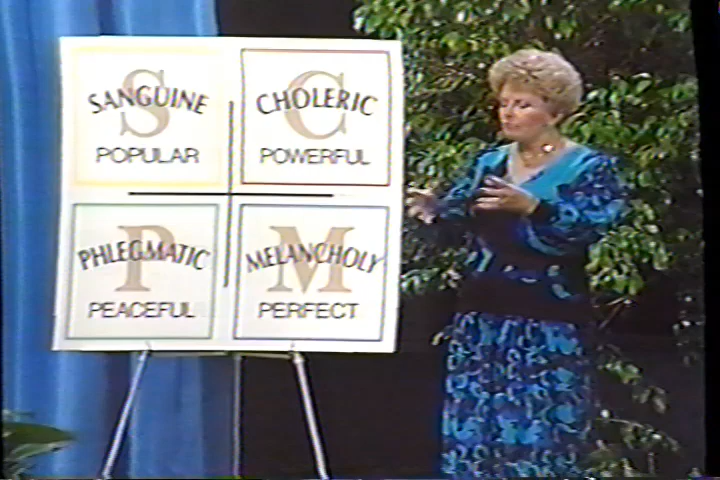 S
SANGUINE
POPULAR
C
CHOLERIC
POWERFUL
P
PHLEGMATIC
PEACEFUL
M
MELANCHOLY
PERFECT